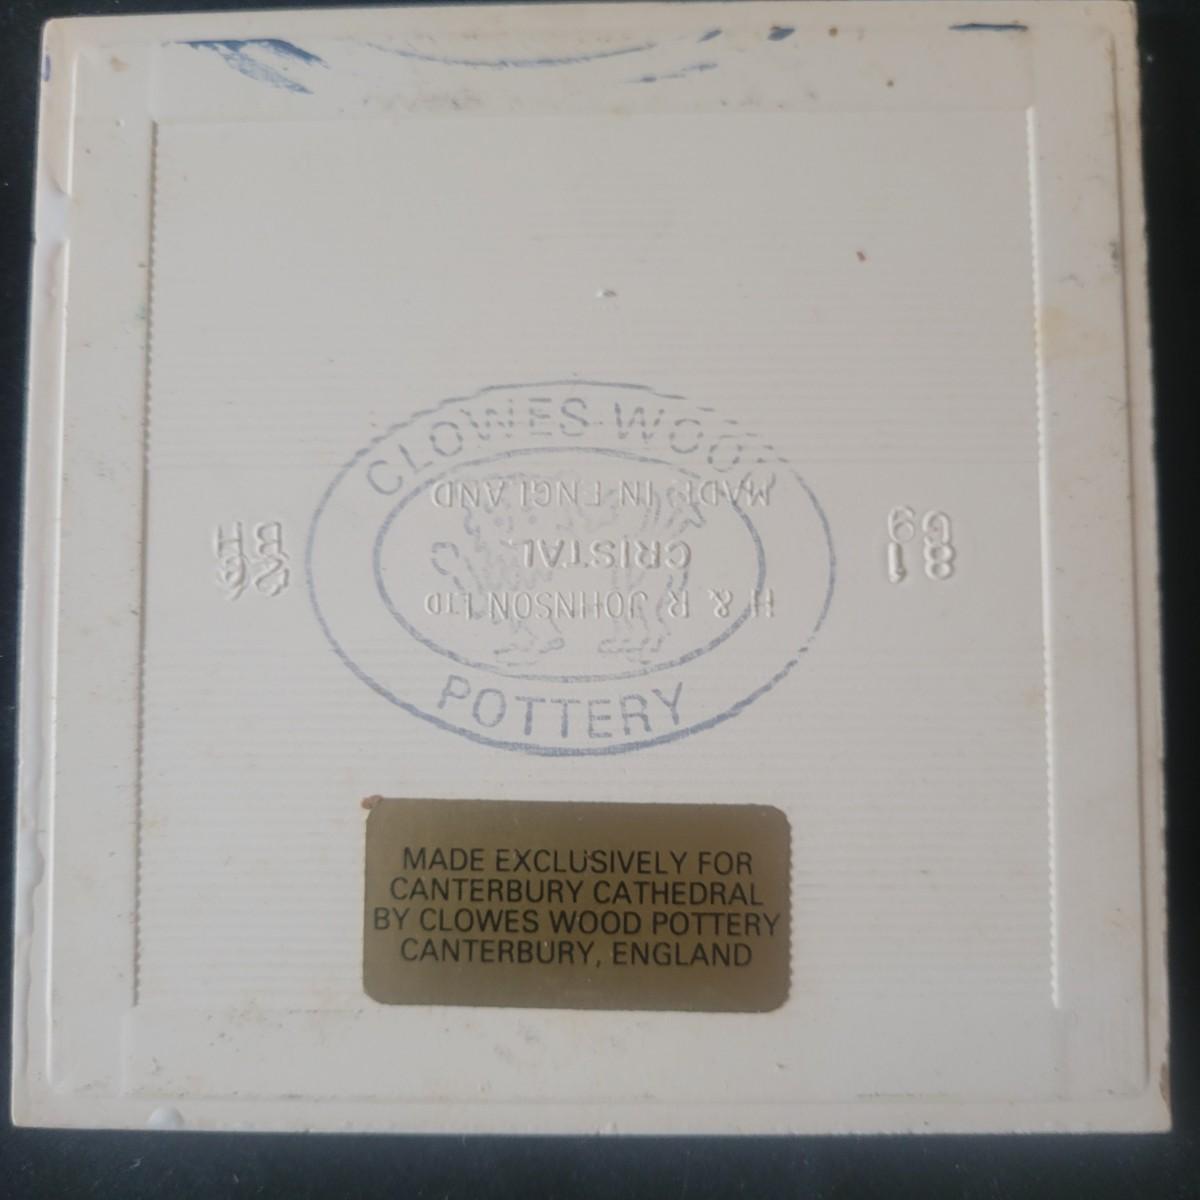 CLOWES WOOD
MADE IN ENGLAND
CRISTAL
H & R JOHNSON LTD
POTTERY
MADE EXCLUSIVELY FOR
CANTERBURY CATHEDRAL
BY CLOWES WOOD POTTERY
CANTERBURY, ENGLAND